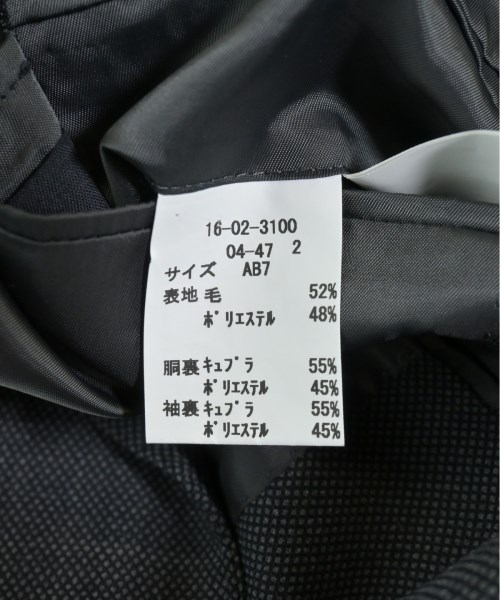 16-02-3100
04-47 2
サイズ AB7
表地 毛 52%
ﾎﾟﾘｴｽﾃﾙ 48%
胴裏 ｷｭﾌﾟﾗ 55%
ﾎﾟﾘｴｽﾃﾙ 45%
袖裏 ｷｭﾌﾟﾗ 55%
ﾎﾟﾘｴｽﾃﾙ 45%